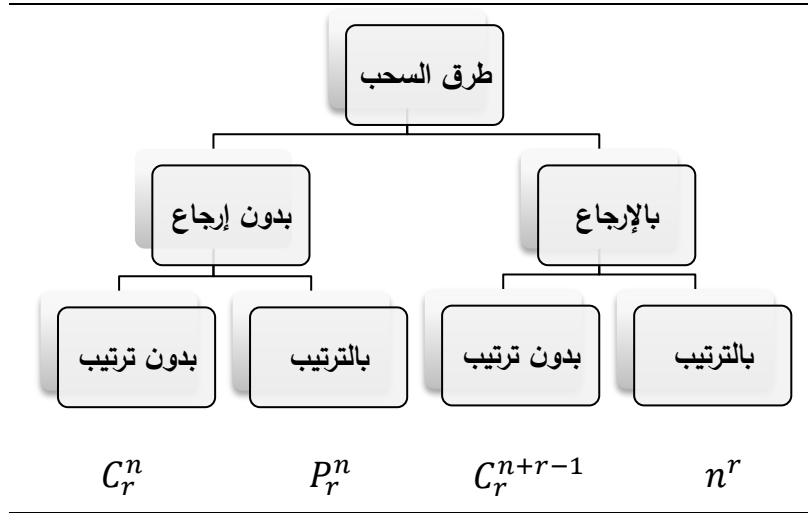 طرق السحب
بالإرجاع
بدون إرجاع
بالترتيب
بدون ترتيب
بالترتيب
بدون ترتيب
$n^r$
$C_r^{n+r-1}$
$P_r^n$
$C_r^n$